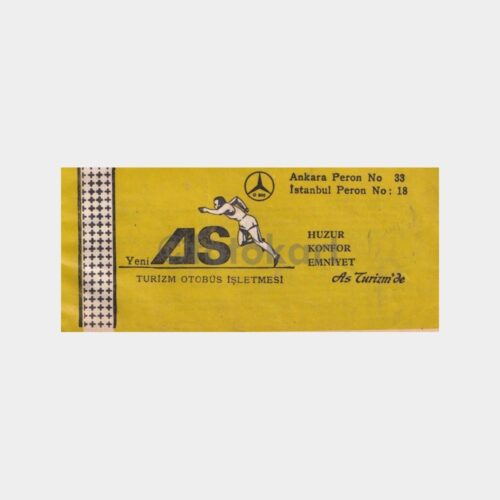 Ankara Peron No 33
İstanbul Peron No: 18
Yeni AS
TURİZM OTOBÜS İŞLETMESİ
HUZUR
KONFOR
EMNİYET
As Turizm'de